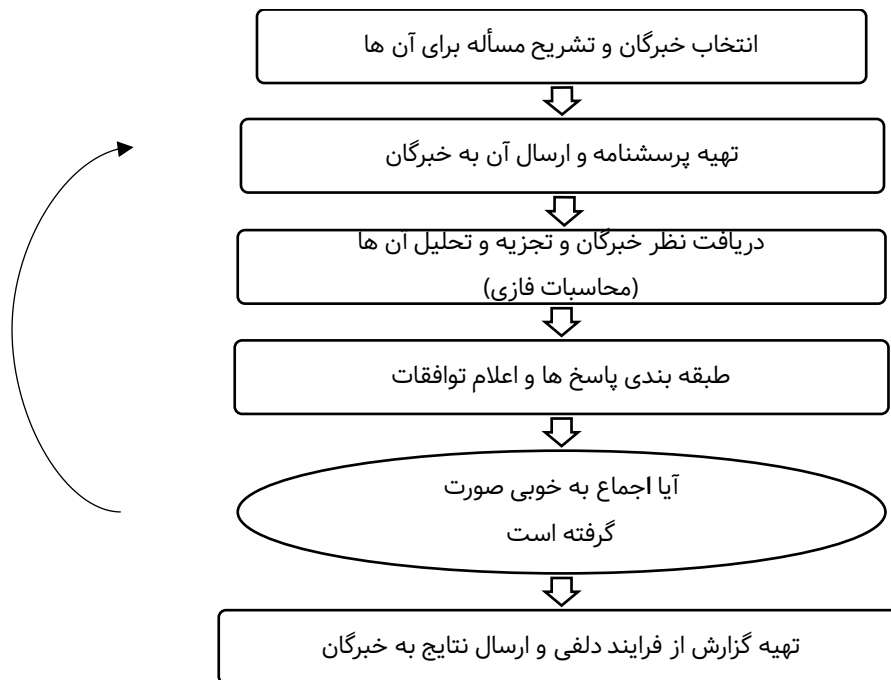 انتخاب خبرگان و تشریح مسأله برای آن ها
تهیه پرسشنامه و ارسال آن به خبرگان
دریافت نظر خبرگان و تجزیه و تحلیل آن ها
(محاسبات فازی)
طبقه بندی پاسخ ها و اعلام توافقات
آیا اجماع به خوبی صورت
گرفته است
تهیه گزارش از فرایند دلفی و ارسال نتایج به خبرگان